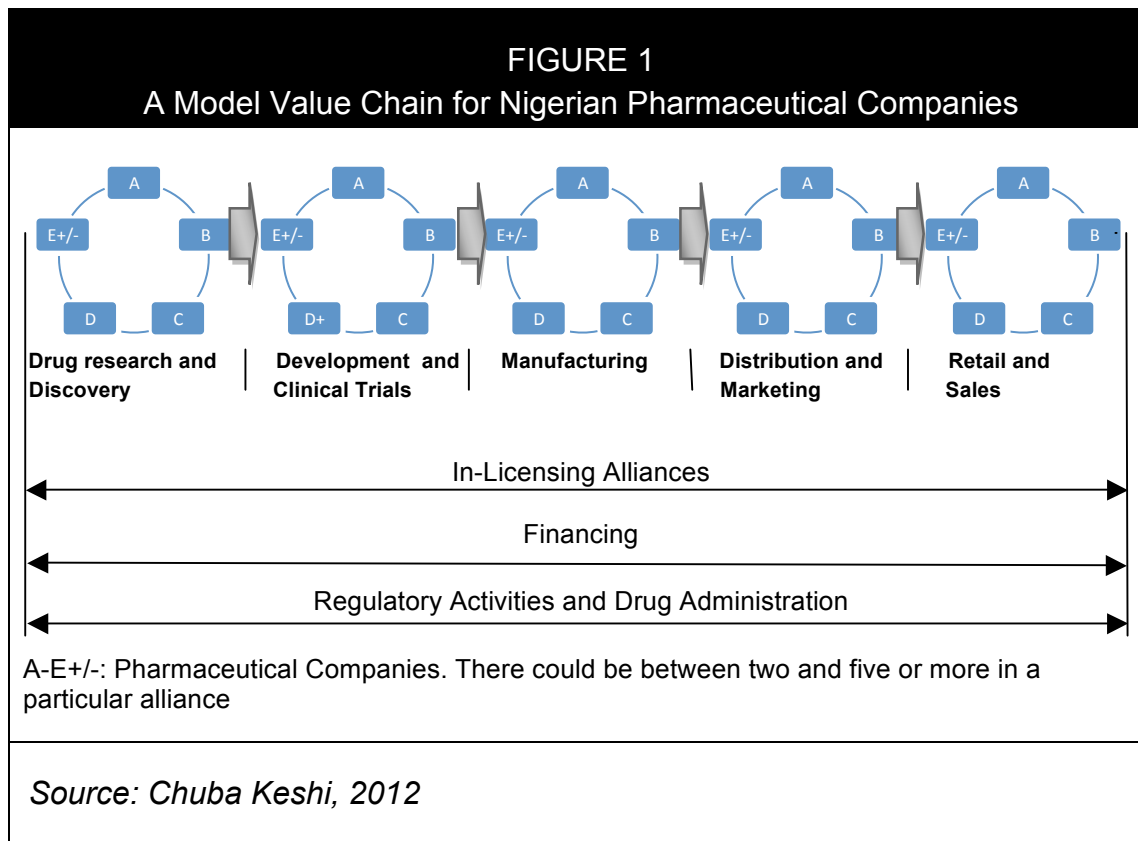 FIGURE 1
A Model Value Chain for Nigerian Pharmaceutical Companies
A
E+/-
B
D
C
A
E+/-
B
D+
C
A
E+/-
B
D
C
A
E+/-
B
D
C
A
E+/-
B
D
C
Drug research and
Discovery
Development and
Clinical Trials
Manufacturing
Distribution and
Marketing
Retail and
Sales
In-Licensing Alliances
Financing
Regulatory Activities and Drug Administration
A-E+/-: Pharmaceutical Companies. There could be between two and five or more in a
particular alliance
Source: Chuba Keshi, 2012